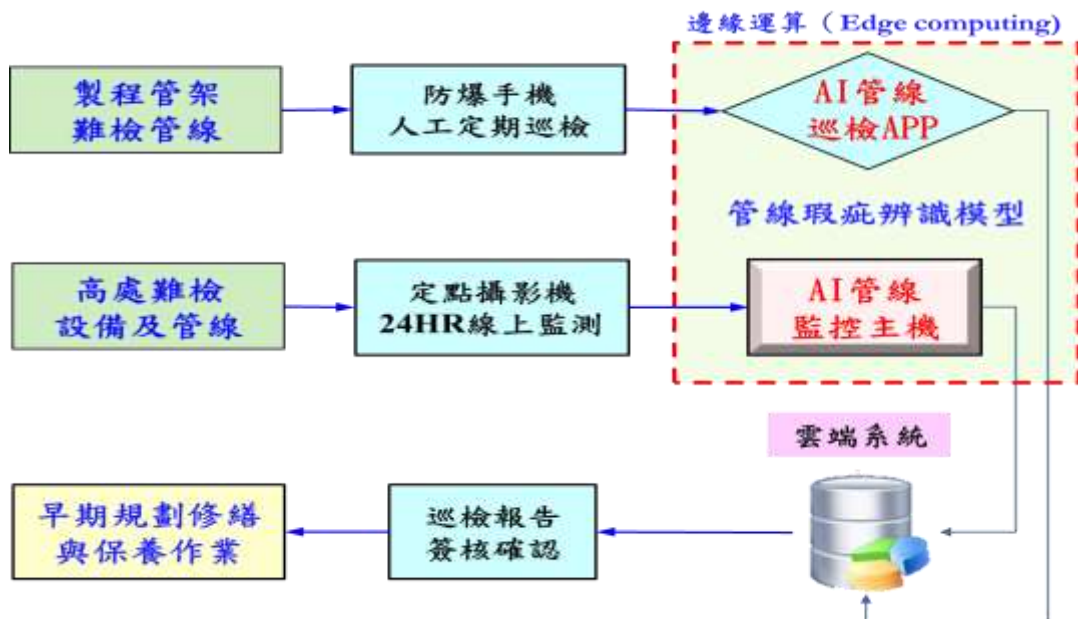 邊緣運算（Edge computing)
製程管架
難檢管線
防爆手機
人工定期巡檢
AI管線
巡檢APP
管線瑕疵辨識模型
高處難檢
設備及管線
定點攝影機
24HR線上監測
AI管線
監控主機
雲端系統
早期規劃修繕
與保養作業
巡檢報告
簽核確認